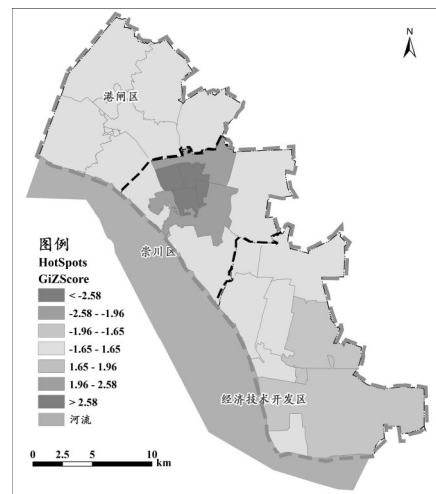 N
港闸区
崇川区
经济技术开发区
图例
HotSpots
GiZScore
< -2.58
-2.58 - -1.96
-1.96 - -1.65
-1.65 - 1.65
1.65 - 1.96
1.96 - 2.58
> 2.58
河流
0 2.5 5 10
km